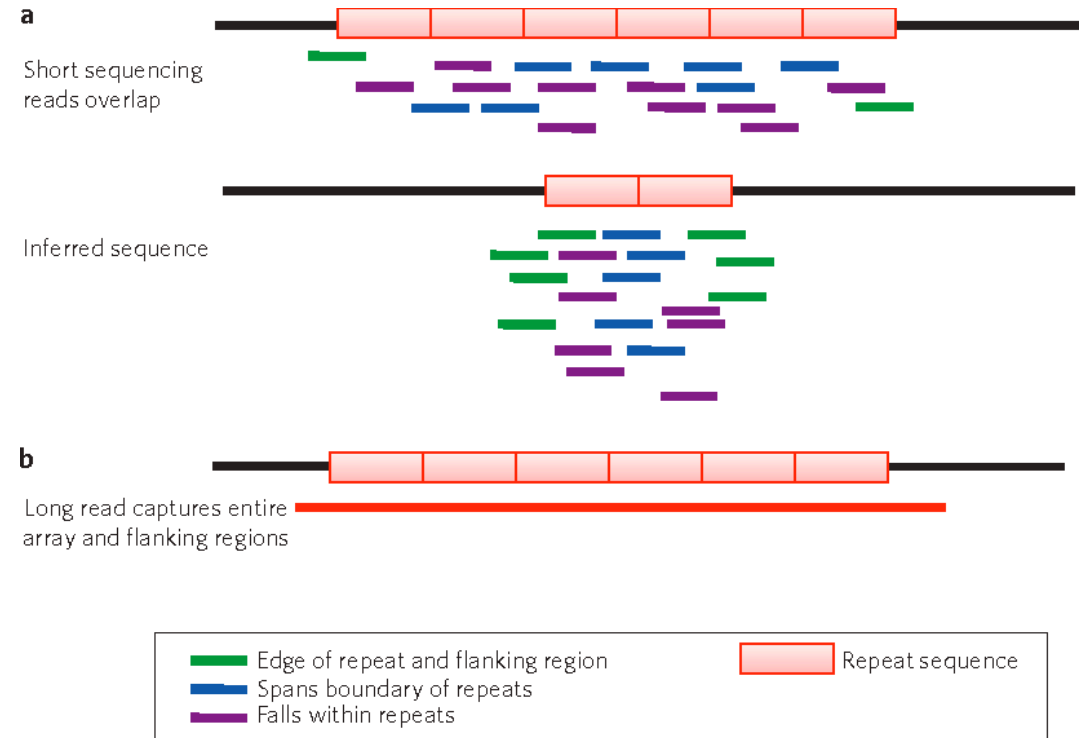 a
Short sequencing
reads overlap
Inferred sequence
b
Long read captures entire
array and flanking regions
Edge of repeat and flanking region
Spans boundary of repeats
Falls within repeats
Repeat sequence